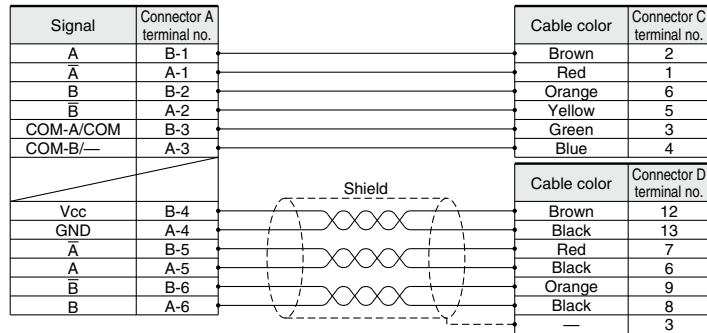 Signal Connector A terminal no. Cable color Connector C terminal no.
A B-1 Brown 2
A̅ A-1 Red 1
B B-2 Orange 6
B̅ A-2 Yellow 5
COM-A/COM B-3 Green 3
COM-B/— A-3 Blue 4
Shield Cable color Connector D terminal no.
Vcc B-4 Brown 12
GND A-4 Black 13
A̅ B-5 Red 7
A A-5 Black 6
B̅ B-6 Orange 9
B A-6 Black 8
— 3